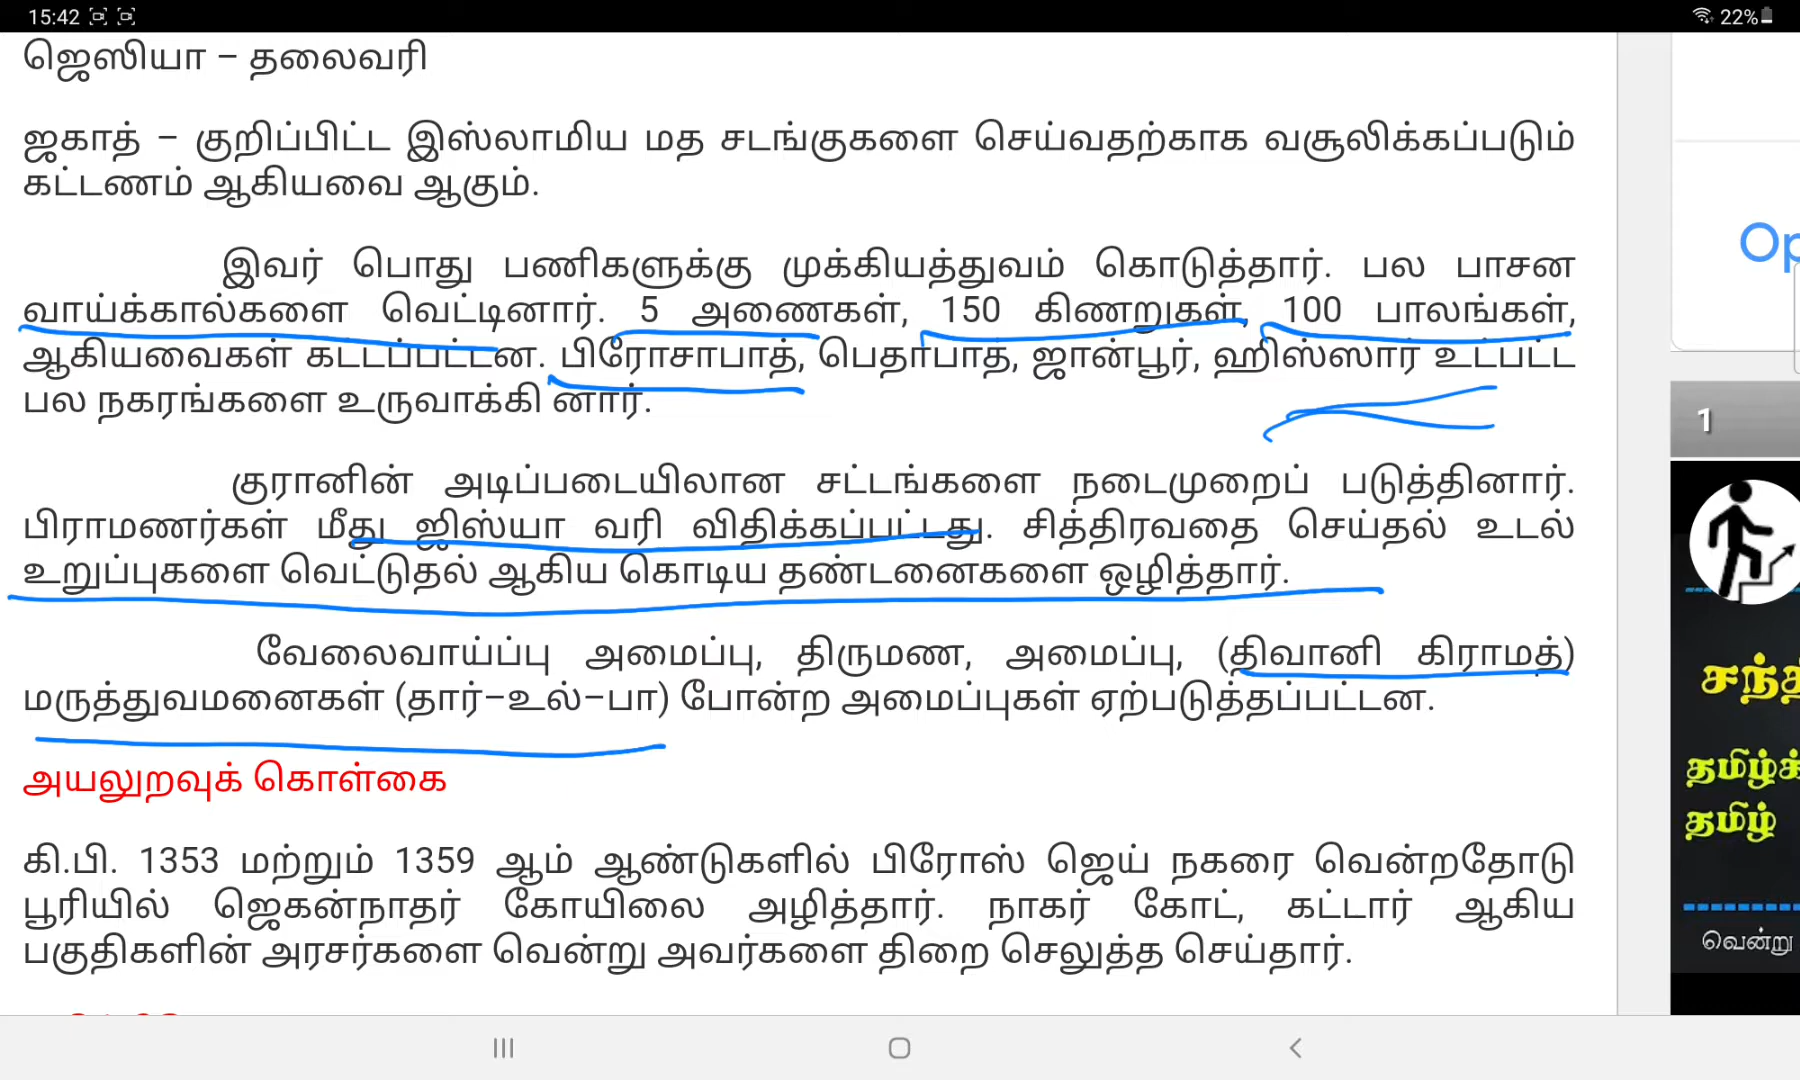 15:42
22%
ஜெஸியா – தலைவரி
ஜகாத் – குறிப்பிட்ட இஸ்லாமிய மத சடங்குகளை செய்வதற்காக வசூலிக்கப்படும்
கட்டணம் ஆகியவை ஆகும்.
இவர் பொது பணிகளுக்கு முக்கியத்துவம் கொடுத்தார். பல பாசன
வாய்க்கால்களை வெட்டினார். 5 அணைகள், 150 கிணறுகள், 100 பாலங்கள்,
ஆகியவைகள் கட்டப்பட்டன. பிரோசாபாத், பெதாபாத், ஜான்பூர், ஹிஸ்ஸார் உட்பட்ட
பல நகரங்களை உருவாக்கி னார்.
குரானின் அடிப்படையிலான சட்டங்களை நடைமுறைப் படுத்தினார்.
பிராமணர்கள் மீது ஜிஸ்யா வரி விதிக்கப்பட்டது. சித்திரவதை செய்தல் உடல்
உறுப்புகளை வெட்டுதல் ஆகிய கொடிய தண்டனைகளை ஒழித்தார்.
வேலைவாய்ப்பு அமைப்பு, திருமண, அமைப்பு, (திவானி கிராமத்)
மருத்துவமனைகள் (தார்–உல்–பா) போன்ற அமைப்புகள் ஏற்படுத்தப்பட்டன.
அயலுறவுக் கொள்கை
கி.பி. 1353 மற்றும் 1359 ஆம் ஆண்டுகளில் பிரோஸ் ஜெய் நகரை வென்றதோடு
பூரியில் ஜெகன்நாதர் கோயிலை அழித்தார். நாகர் கோட், கட்டார் ஆகிய
பகுதிகளின் அரசர்களை வென்று அவர்களை திறை செலுத்த செய்தார்.
Op
1
சந்தி
தமிழ்க்
தமிழ்
வென்று